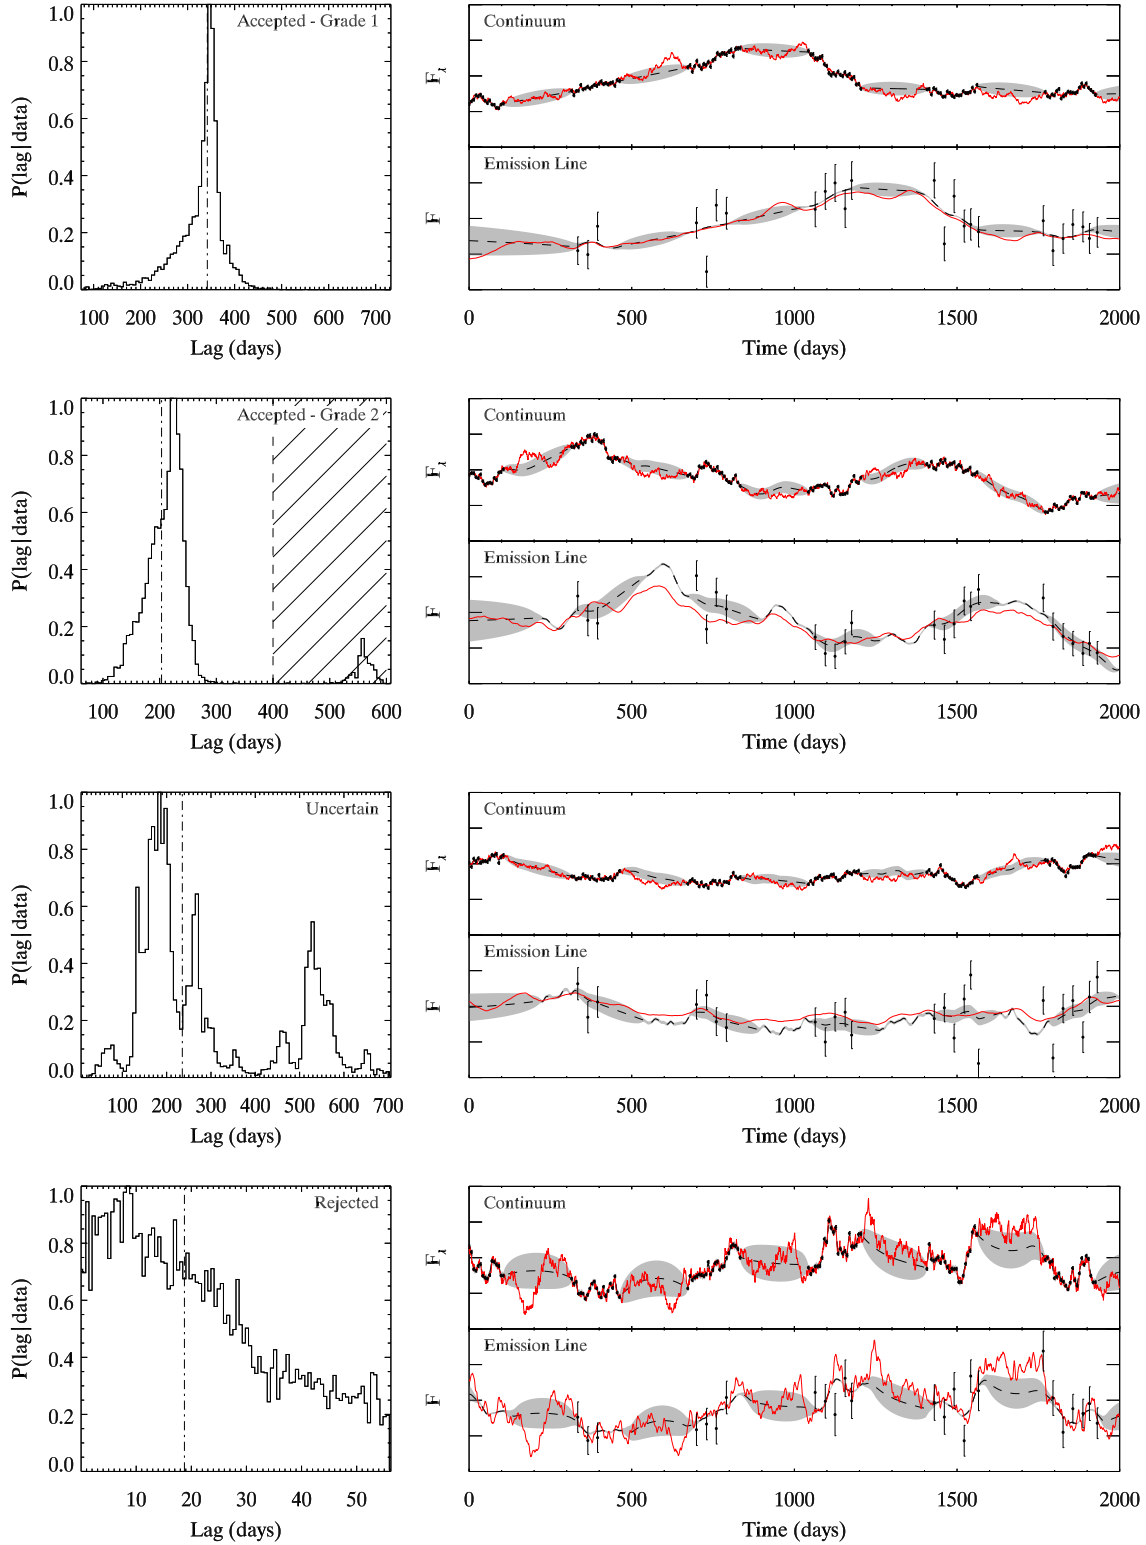 Accepted - Grade 1
P(lag|data)
1.0
0.8
0.6
0.4
0.2
0.0
100 200 300 400 500 600 700
Lag (days)
Continuum
Fλ
Emission Line
F
0 500 1000 1500 2000
Time (days)
Accepted - Grade 2
P(lag|data)
1.0
0.8
0.6
0.4
0.2
0.0
100 200 300 400 500 600
Lag (days)
Continuum
Fλ
Emission Line
F
0 500 1000 1500 2000
Time (days)
Uncertain
P(lag|data)
1.0
0.8
0.6
0.4
0.2
0.0
100 200 300 400 500 600 700
Lag (days)
Continuum
Fλ
Emission Line
F
0 500 1000 1500 2000
Time (days)
Rejected
P(lag|data)
1.0
0.8
0.6
0.4
0.2
0.0
10 20 30 40 50
Lag (days)
Continuum
Fλ
Emission Line
F
0 500 1000 1500 2000
Time (days)